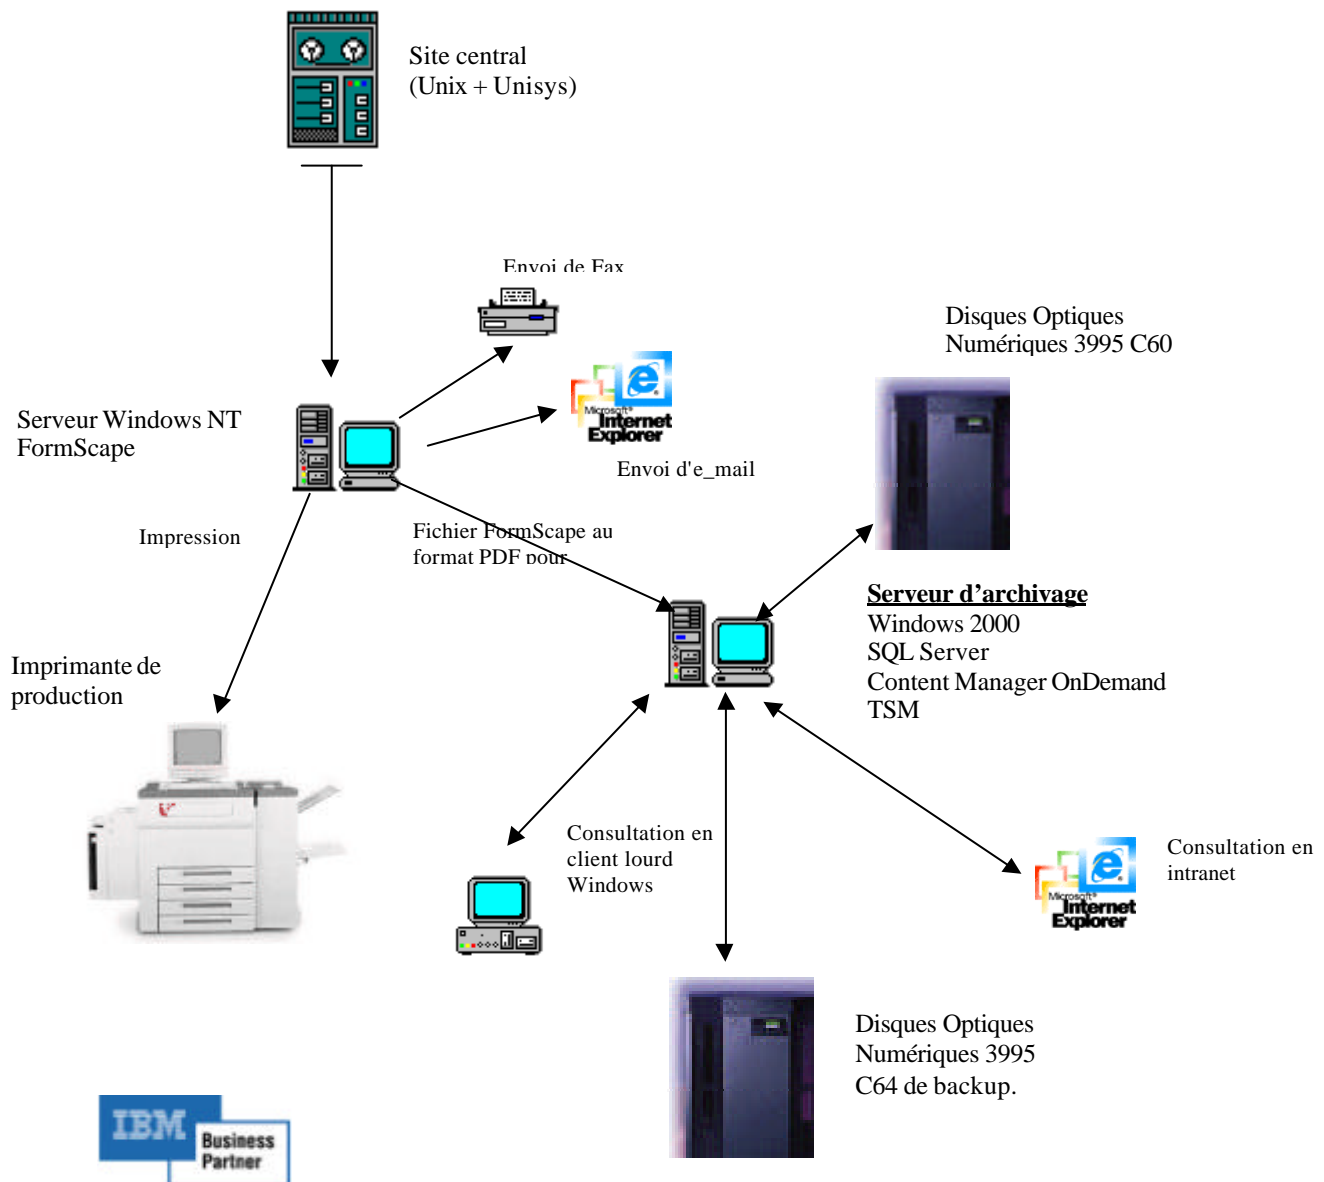 Site central
(Unix + Unisys)
Envoi de Fax
Disques Optiques
Numériques 3995 C60
Microsoft®
Internet
Explorer
Serveur Windows NT
FormScape
Envoi d'e_mail
Impression
Fichier FormScape au
format PDF pour
Serveur d’archivage
Windows 2000
SQL Server
Content Manager OnDemand
TSM
Imprimante de
production
Consultation en
client lourd
Windows
Microsoft®
Internet
Explorer
Consultation en
intranet
Disques Optiques
Numériques 3995
C64 de backup.
IBM
Business
Partner